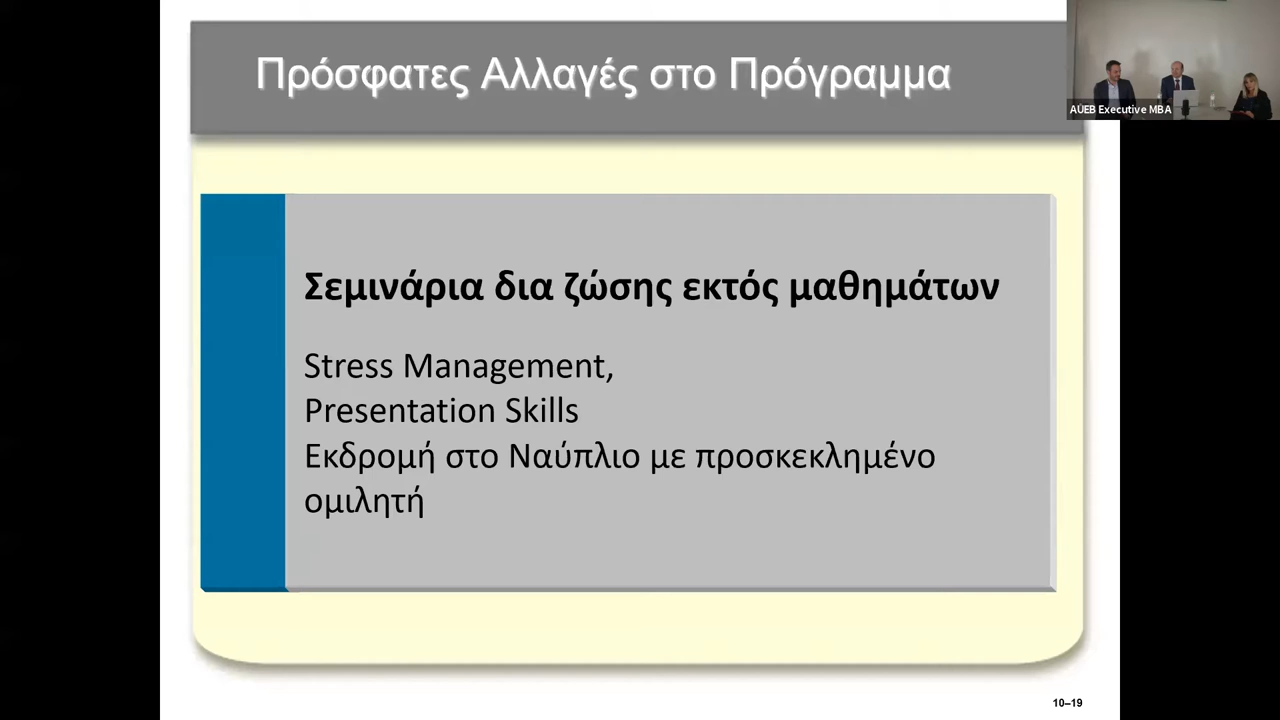 Πρόσφατες Αλλαγές στο Πρόγραμμα
AUEB Executive MBA
Σεμινάρια δια ζώσης εκτός μαθημάτων
Stress Management,
Presentation Skills
Εκδρομή στο Ναύπλιο με προσκεκλημένο
ομιλητή
10–19